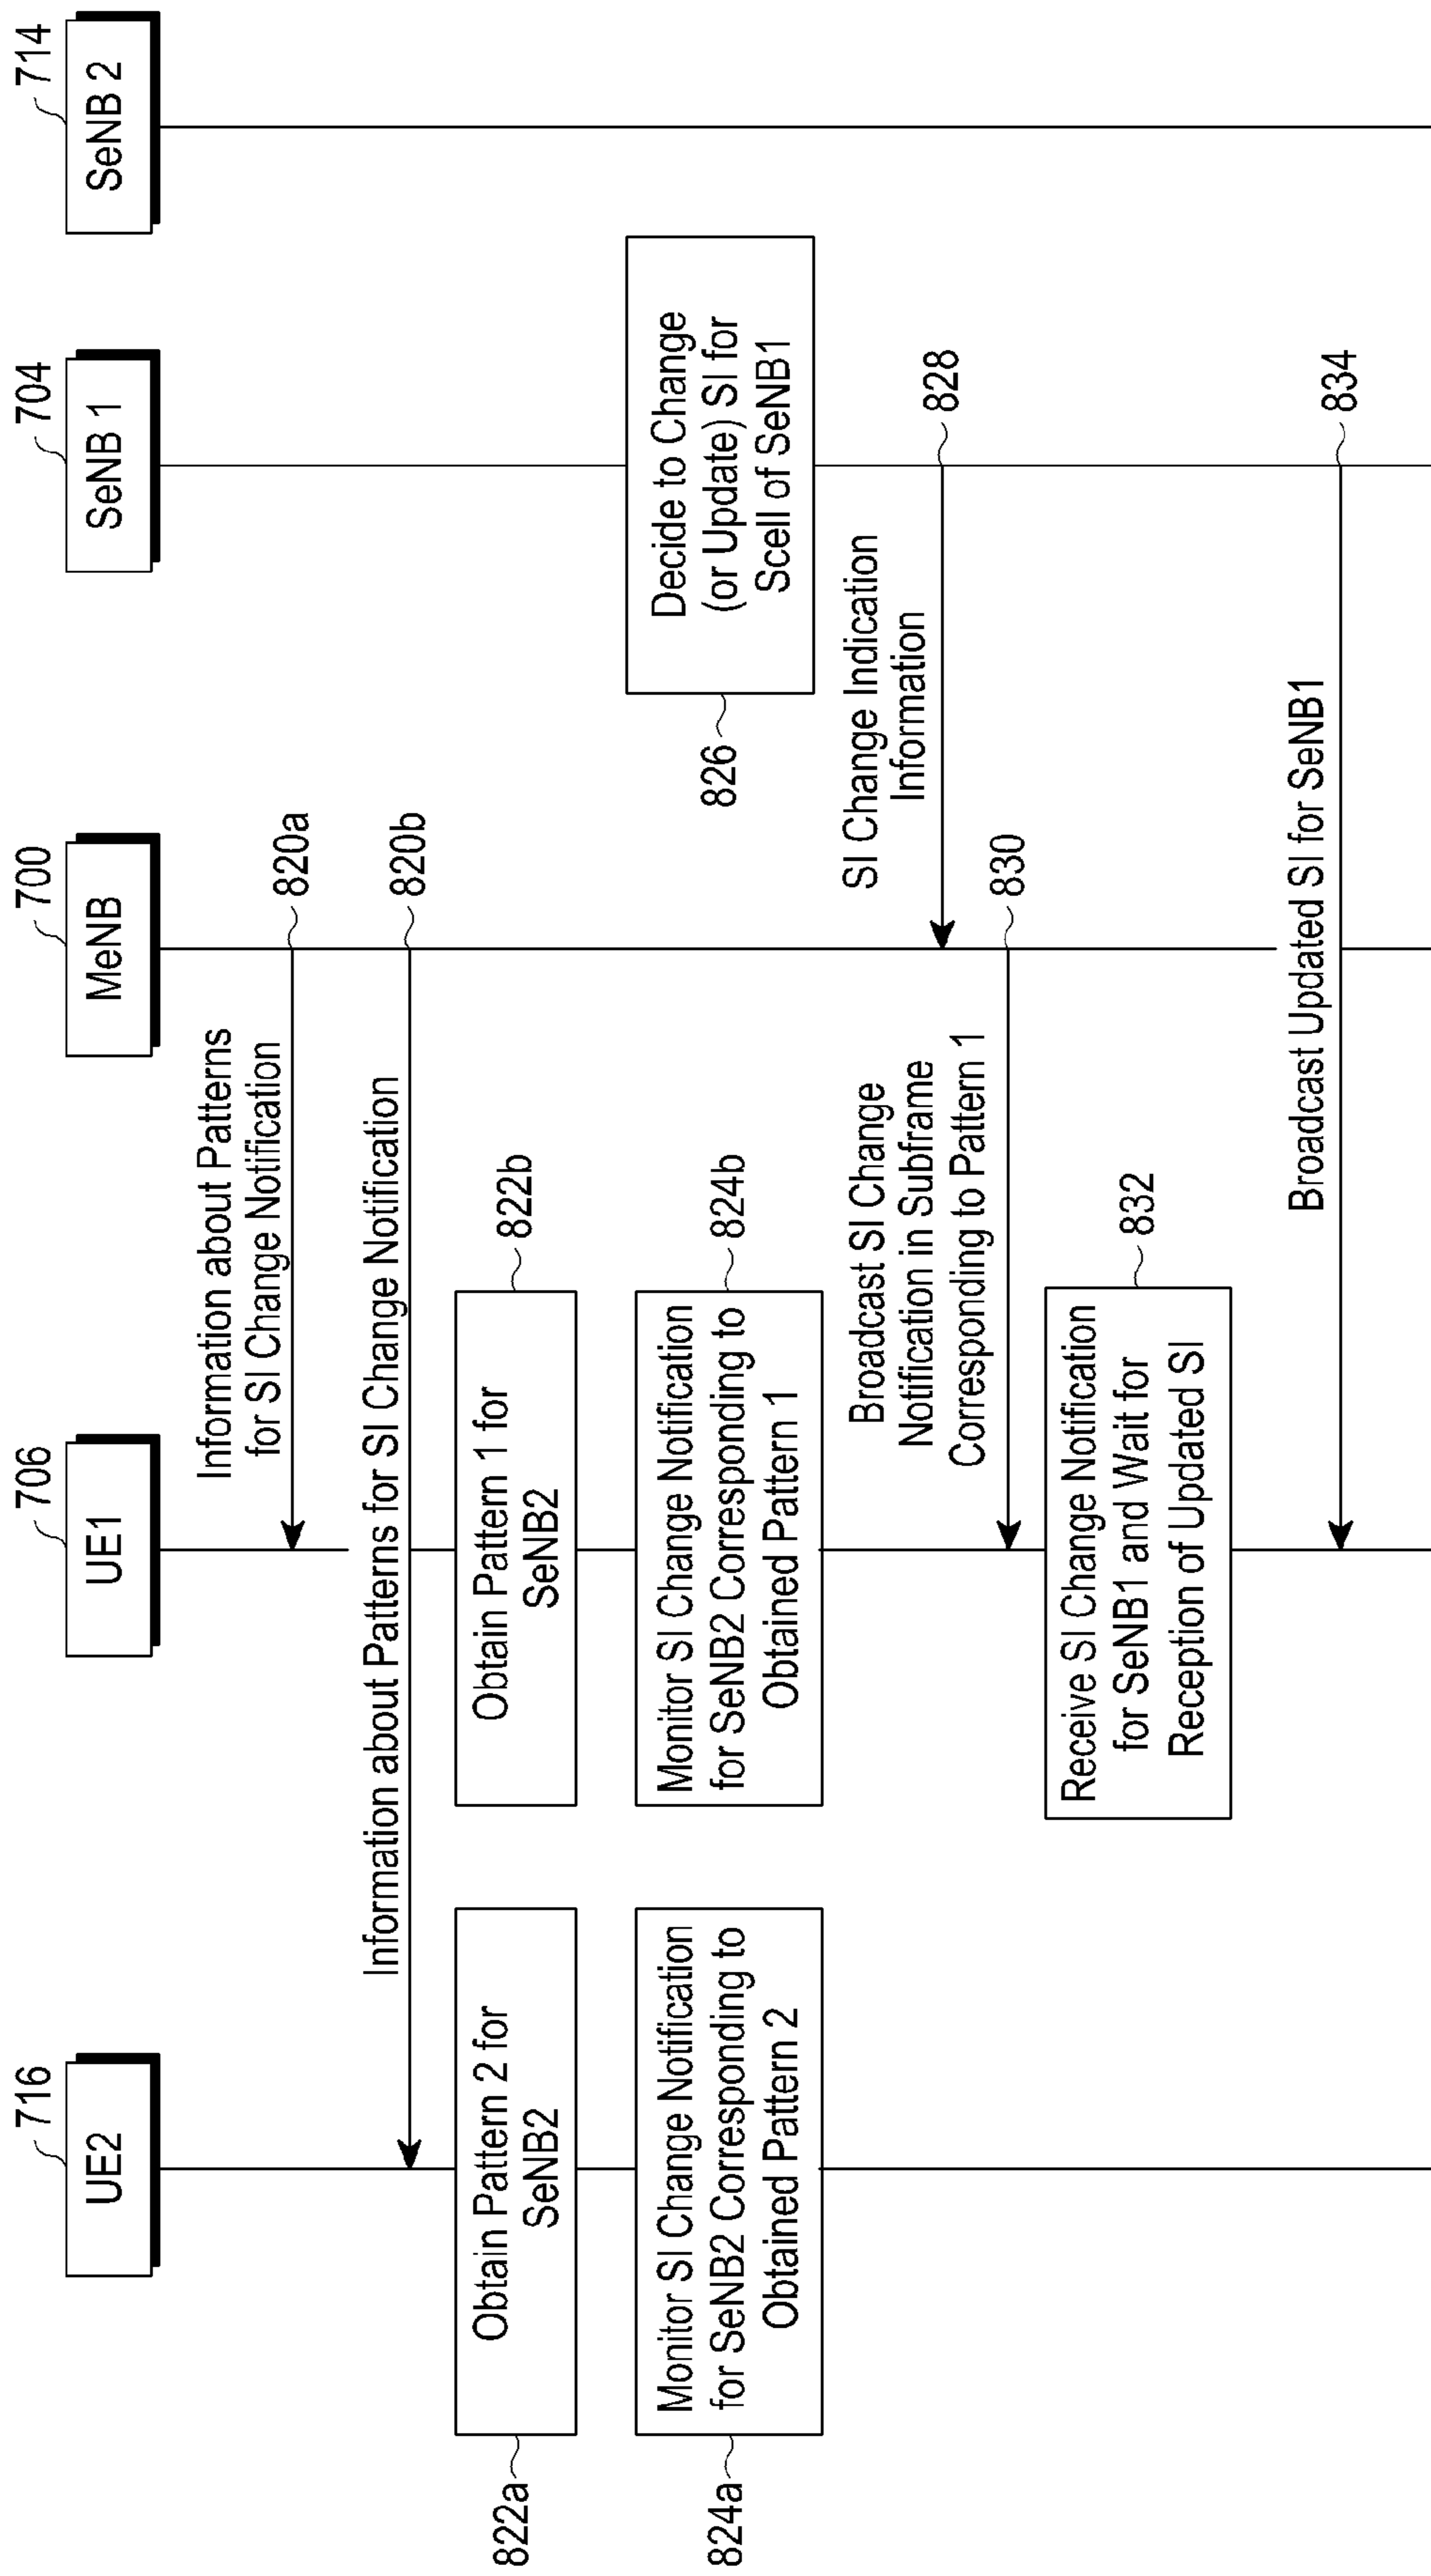 716
UE2
706
UE1
700
MeNB
704
SeNB 1
714
SeNB 2
Information about Patterns
for SI Change Notification
820a
Information about Patterns for SI Change Notification
820b
822a
Obtain Pattern 2 for
SeNB2
Obtain Pattern 1 for
SeNB2
822b
824a
Monitor SI Change Notification
for SeNB2 Corresponding to
Obtained Pattern 2
Monitor SI Change Notification
for SeNB2 Corresponding to
Obtained Pattern 1
824b
826
Decide to Change
(or Update) SI for
Scell of SeNB1
SI Change Indication
Information
828
Broadcast SI Change
Notification in Subframe
Corresponding to Pattern 1
830
Receive SI Change Notification
for SeNB1 and Wait for
Reception of Updated SI
832
Broadcast Updated SI for SeNB1
834